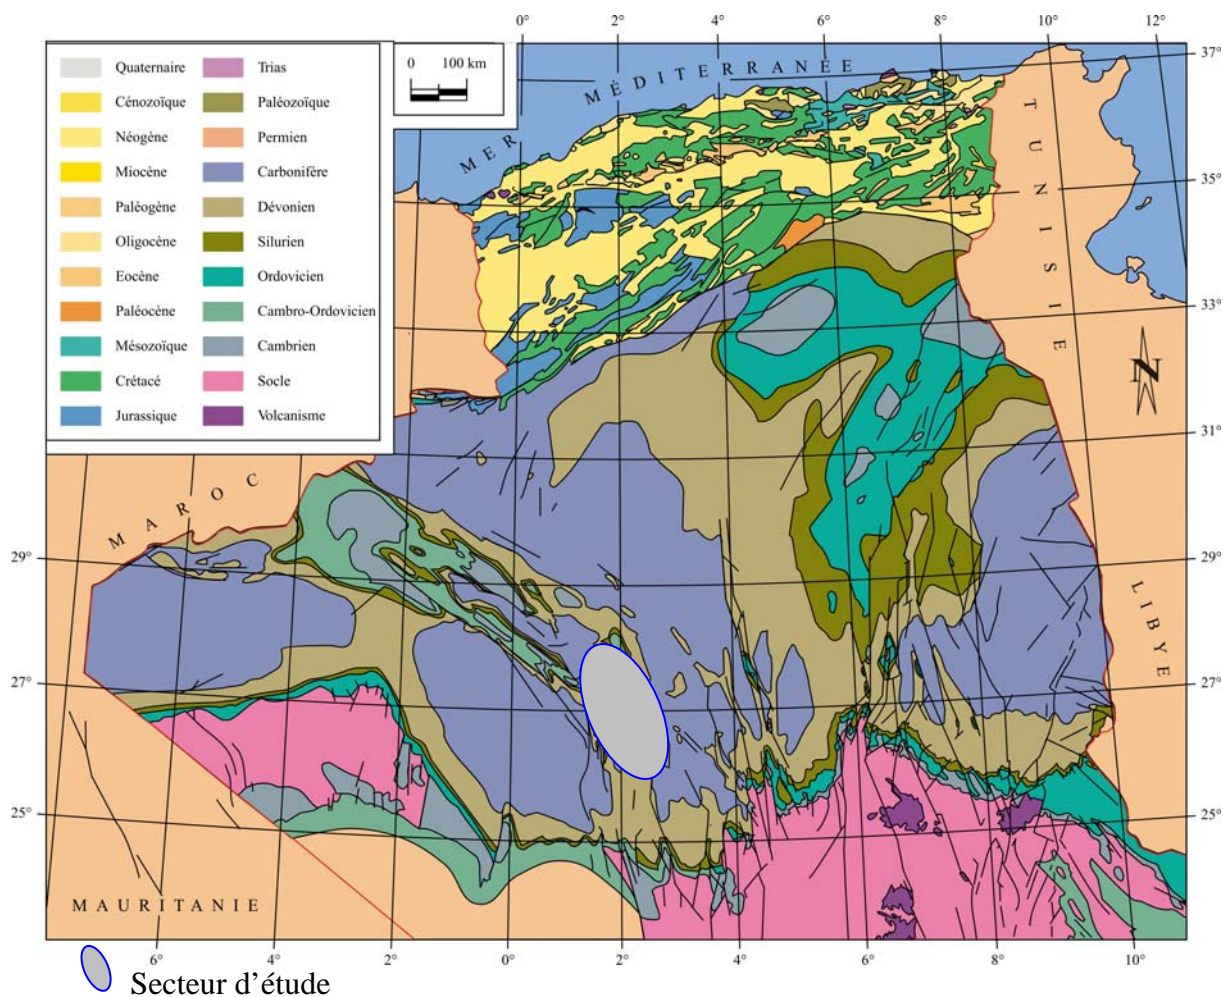 0° 2° 4° 6° 8° 10° 12°
37°
35°
33°
31°
29°
27°
25°
Quaternaire
Cénozoïque
Néogène
Miocène
Paléogène
Oligocène
Eocène
Paléocène
Mésozoïque
Crétacé
Jurassique
Trias
Paléozoïque
Permien
Carbonifère
Dévonien
Silurien
Ordovicien
Cambro-Ordovicien
Cambrien
Socle
Volcanisme
0 100 km
MER MÉDITERRANÉE
TUNISIE
N
MAROC
LIBYE
29°
27°
25°
MAURITANIE
6° 4° 2° 0° 2° 4° 6° 8° 10°
Secteur d'étude